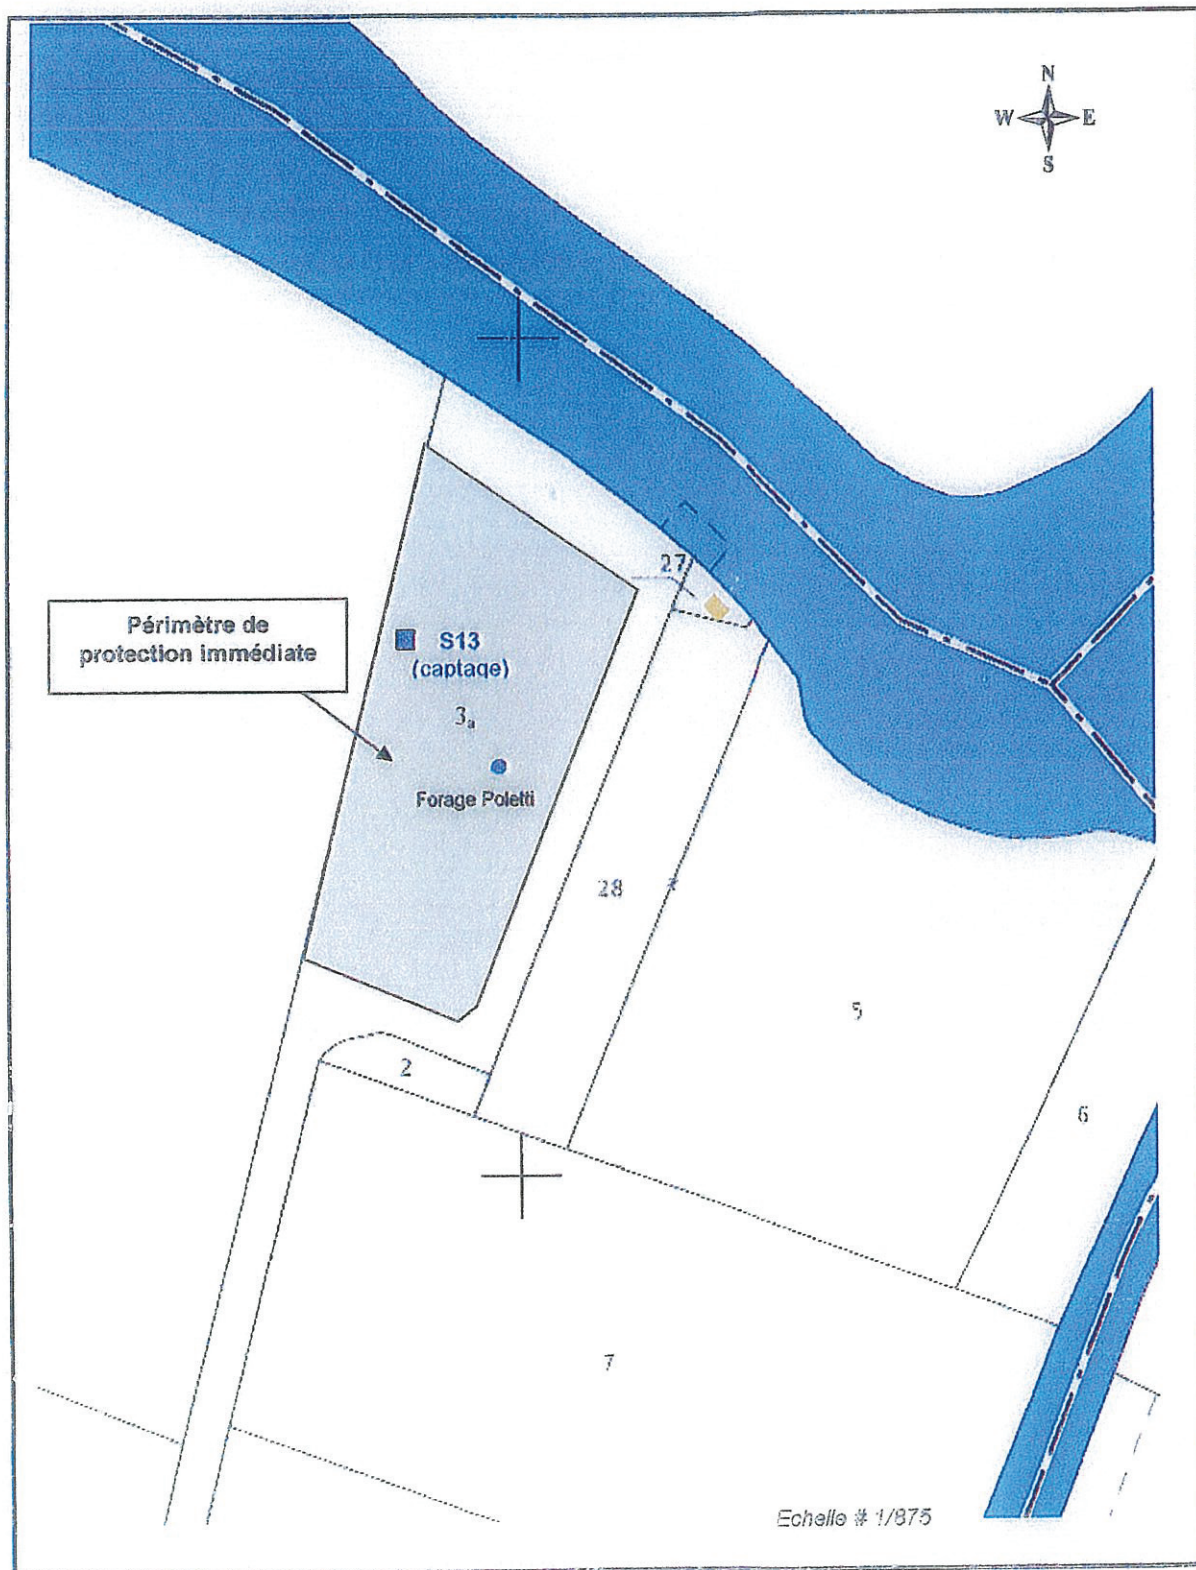 N
W E
S
27
Périmètre de
protection immédiate
S13
(captage)
3a
Forage Poletti
28
5
2
6
7
Echelle # 1/875